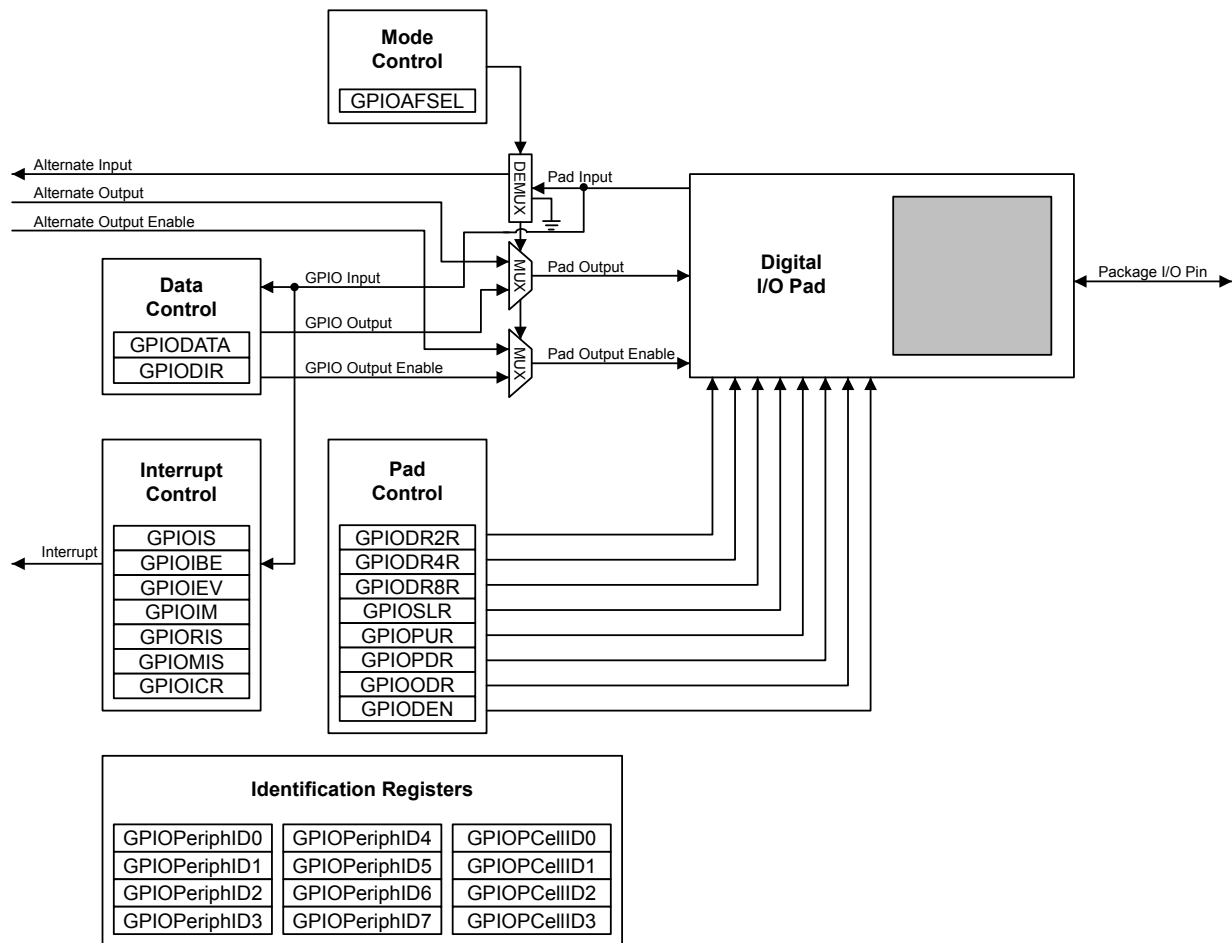 Mode
Control
GPIOAFSEL
Alternate Input
Alternate Output
Alternate Output Enable
DEMUX
Pad Input
MUX
Pad Output
MUX
Pad Output Enable
Digital
I/O Pad
Package I/O Pin
Data
Control
GPIODATA
GPIODIR
GPIO Input
GPIO Output
GPIO Output Enable
Interrupt
Control
GPIOIS
GPIOIBE
GPIOIEV
GPIOIM
GPIORIS
GPIOMIS
GPIOICR
Interrupt
Pad
Control
GPIODR2R
GPIODR4R
GPIODR8R
GPIOSLR
GPIOPUR
GPIOPDR
GPIOODR
GPIODEN
Identification Registers
GPIOPeriphID0
GPIOPeriphID1
GPIOPeriphID2
GPIOPeriphID3
GPIOPeriphID4
GPIOPeriphID5
GPIOPeriphID6
GPIOPeriphID7
GPIOPCellID0
GPIOPCellID1
GPIOPCellID2
GPIOPCellID3